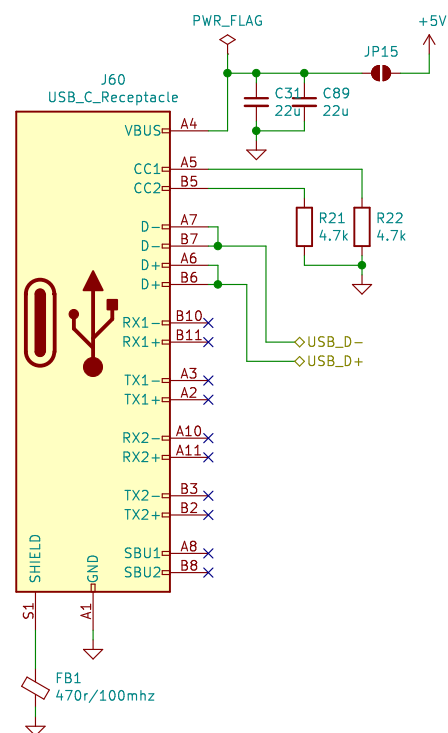 PWR_FLAG
+5V
JP15
J60
USB_C_Receptacle
C31
22u
C89
22u
VBUS
A4
CC1
A5
CC2
B5
D-
A7
D-
B7
D+
A6
D+
B6
R21
4.7k
R22
4.7k
RX1-
B10
RX1+
B11
USB_D-
USB_D+
TX1-
A3
TX1+
A2
RX2-
A10
RX2+
A11
TX2-
B3
TX2+
B2
SBU1
A8
SBU2
B8
SHIELD
GND
S1
A1
FB1
470r/100mhz